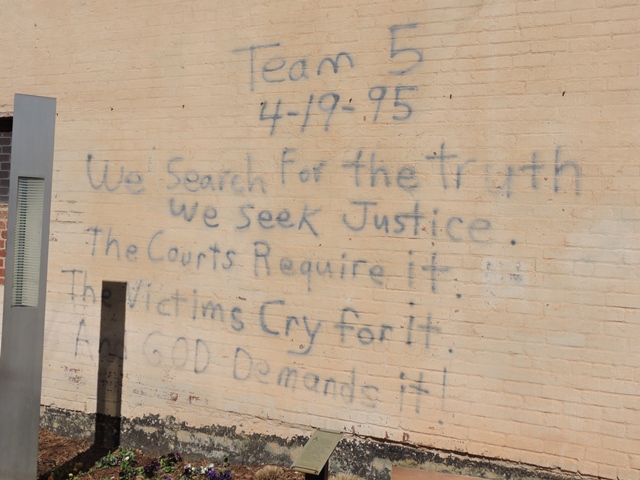 Team 5
4-19-95
We Search For the truth
We seek Justice.
The Courts Require it.
The Victims Cry for it.
And GOD Demands it!